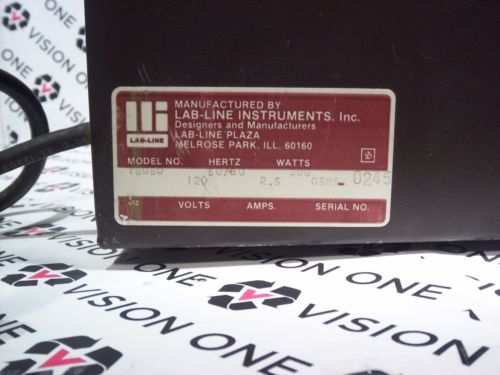 MANUFACTURED BY
LAB-LINE INSTRUMENTS, Inc.
Designers and Manufacturers
LAB-LINE PLAZA
MELROSE PARK, ILL. 60160
LAB-LINE
MODEL NO. HERTZ WATTS
50/60 300
120 2.5 0585 0245
VOLTS AMPS. SERIAL NO.
VISION ONE
VISION ONE
VISION ONE
VISION ONE